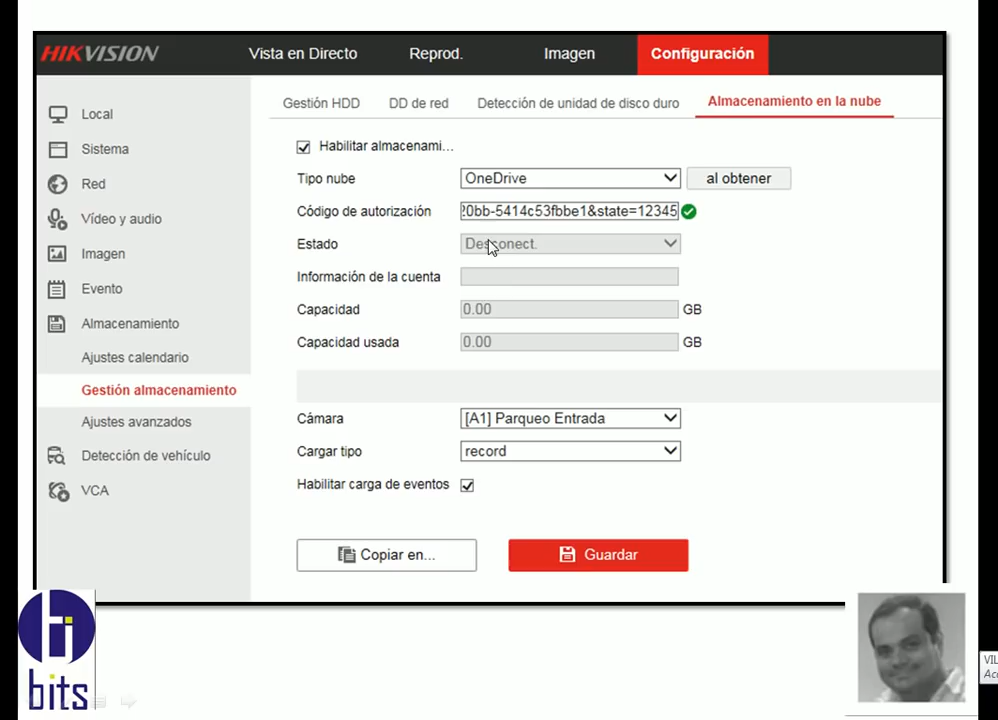 HIKVISION
Vista en Directo
Reprod.
Imagen
Configuración
Local
Sistema
Red
Vídeo y audio
Imagen
Evento
Almacenamiento
Ajustes calendario
Gestión almacenamiento
Ajustes avanzados
Detección de vehículo
VCA
Gestión HDD
DD de red
Detección de unidad de disco duro
Almacenamiento en la nube
Habilitar almacenami...
Tipo nube
OneDrive
al obtener
Código de autorización
20bb-5414c53fbbe1&state=12345
Estado
Desconect.
Información de la cuenta
Capacidad
0.00
GB
Capacidad usada
0.00
GB
Cámara
[A1] Parqueo Entrada
Cargar tipo
record
Habilitar carga de eventos
Copiar en...
Guardar
bits
VIL